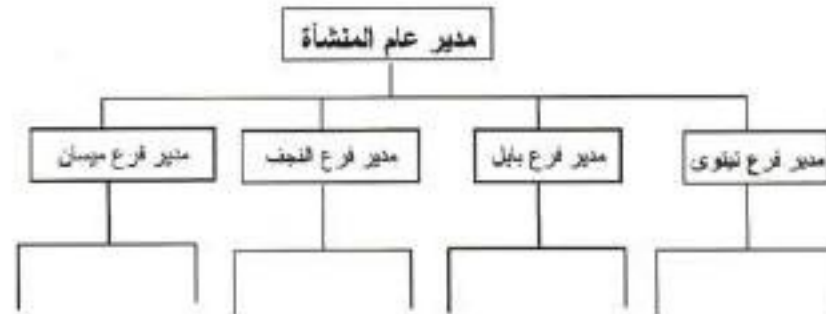 مدير عام المنشأة
مدير فرع نينوى
مدير فرع بابل
مدير فرع النجف
مدير فرع ميسان